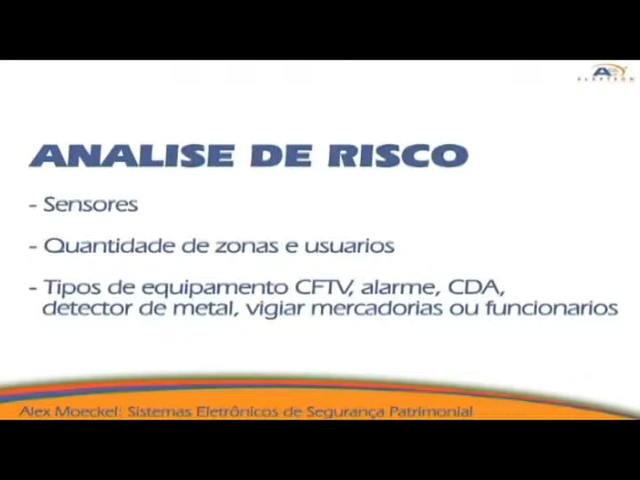 ANALISE DE RISCO
- Sensores
- Quantidade de zonas e usuarios
- Tipos de equipamento CFTV, alarme, CDA,
detector de metal, vigiar mercadorias ou funcionarios
Alex Moeckel: Sistemas Eletrônicos de Segurança Patrimonial